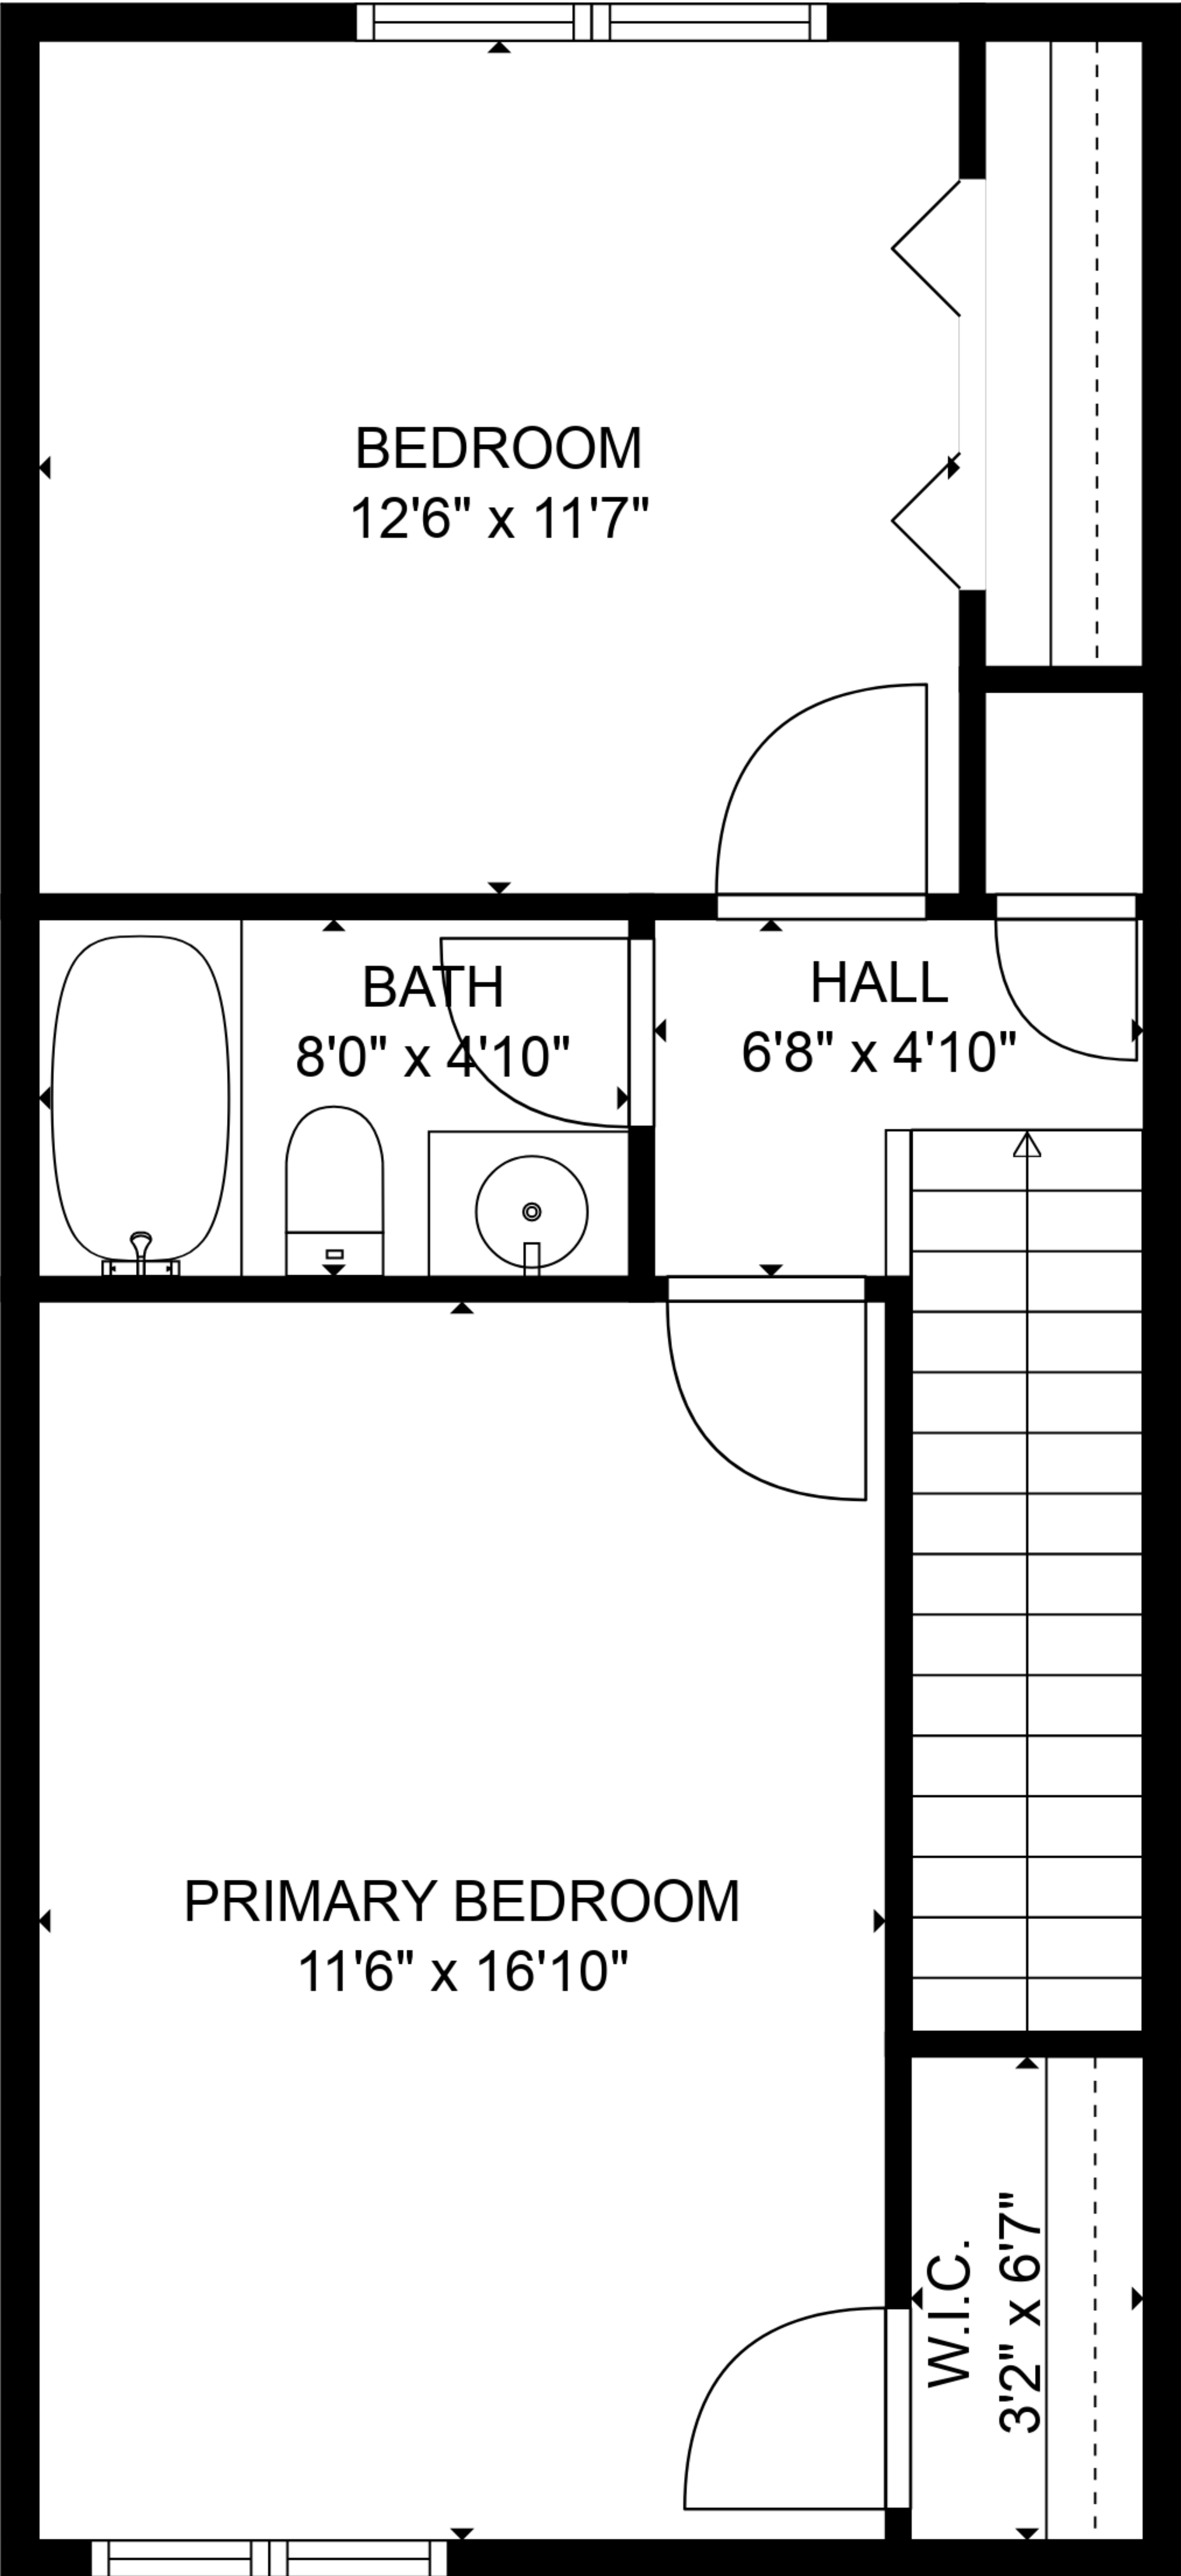 BEDROOM
12'6" x 11'7"
BATH
8'0" x 4'10"
HALL
6'8" x 4'10"
PRIMARY BEDROOM
11'6" x 16'10"
W.I.C.
3'2" x 6'7"